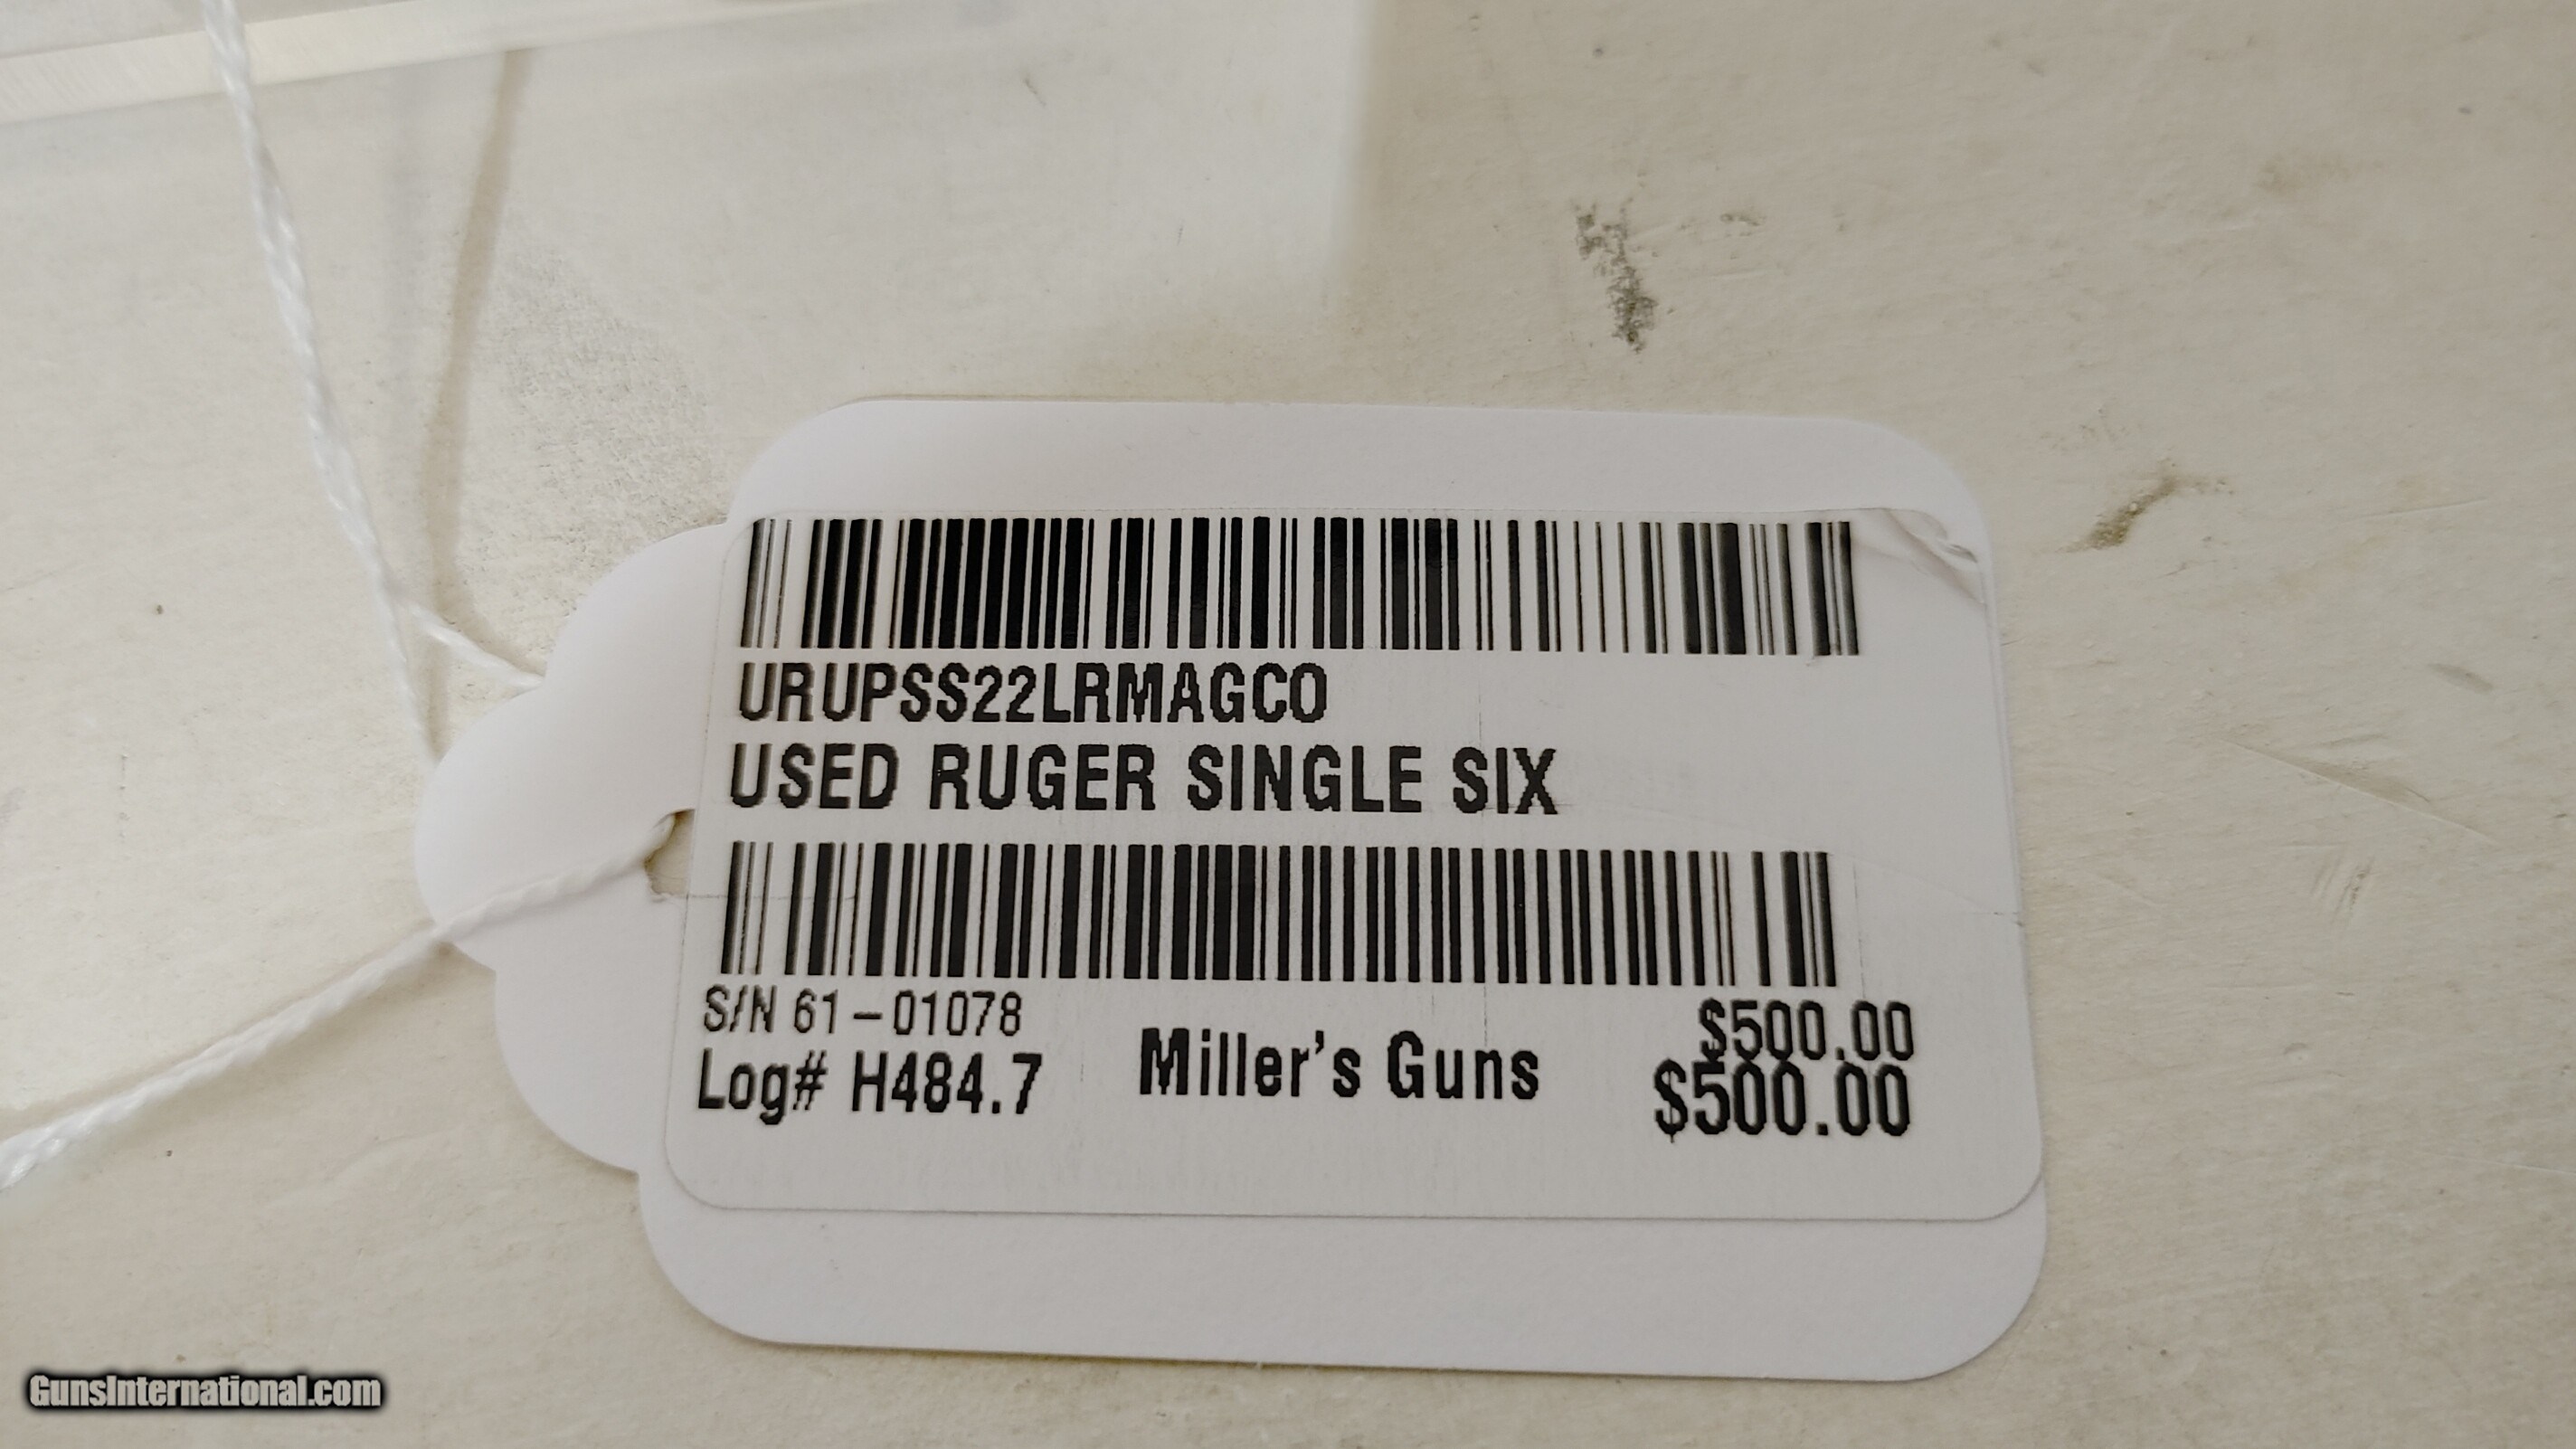 URUPSS22LRMAGCO
USED RUGER SINGLE SIX
S/N 61-01078
Log# H484.7
Miller's Guns
$500.00
$500.00
GunsInternational.com